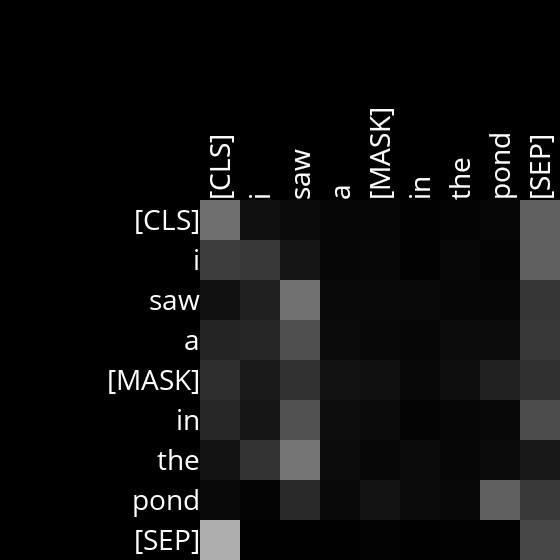 [CLS] i saw a [MASK] in the pond [SEP]
[CLS]
i
saw
a
[MASK]
in
the
pond
[SEP]